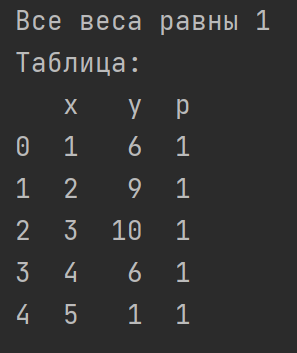 Все веса равны 1
Таблица:
   x   y  p
0  1   6  1
1  2   9  1
2  3  10  1
3  4   6  1
4  5   1  1